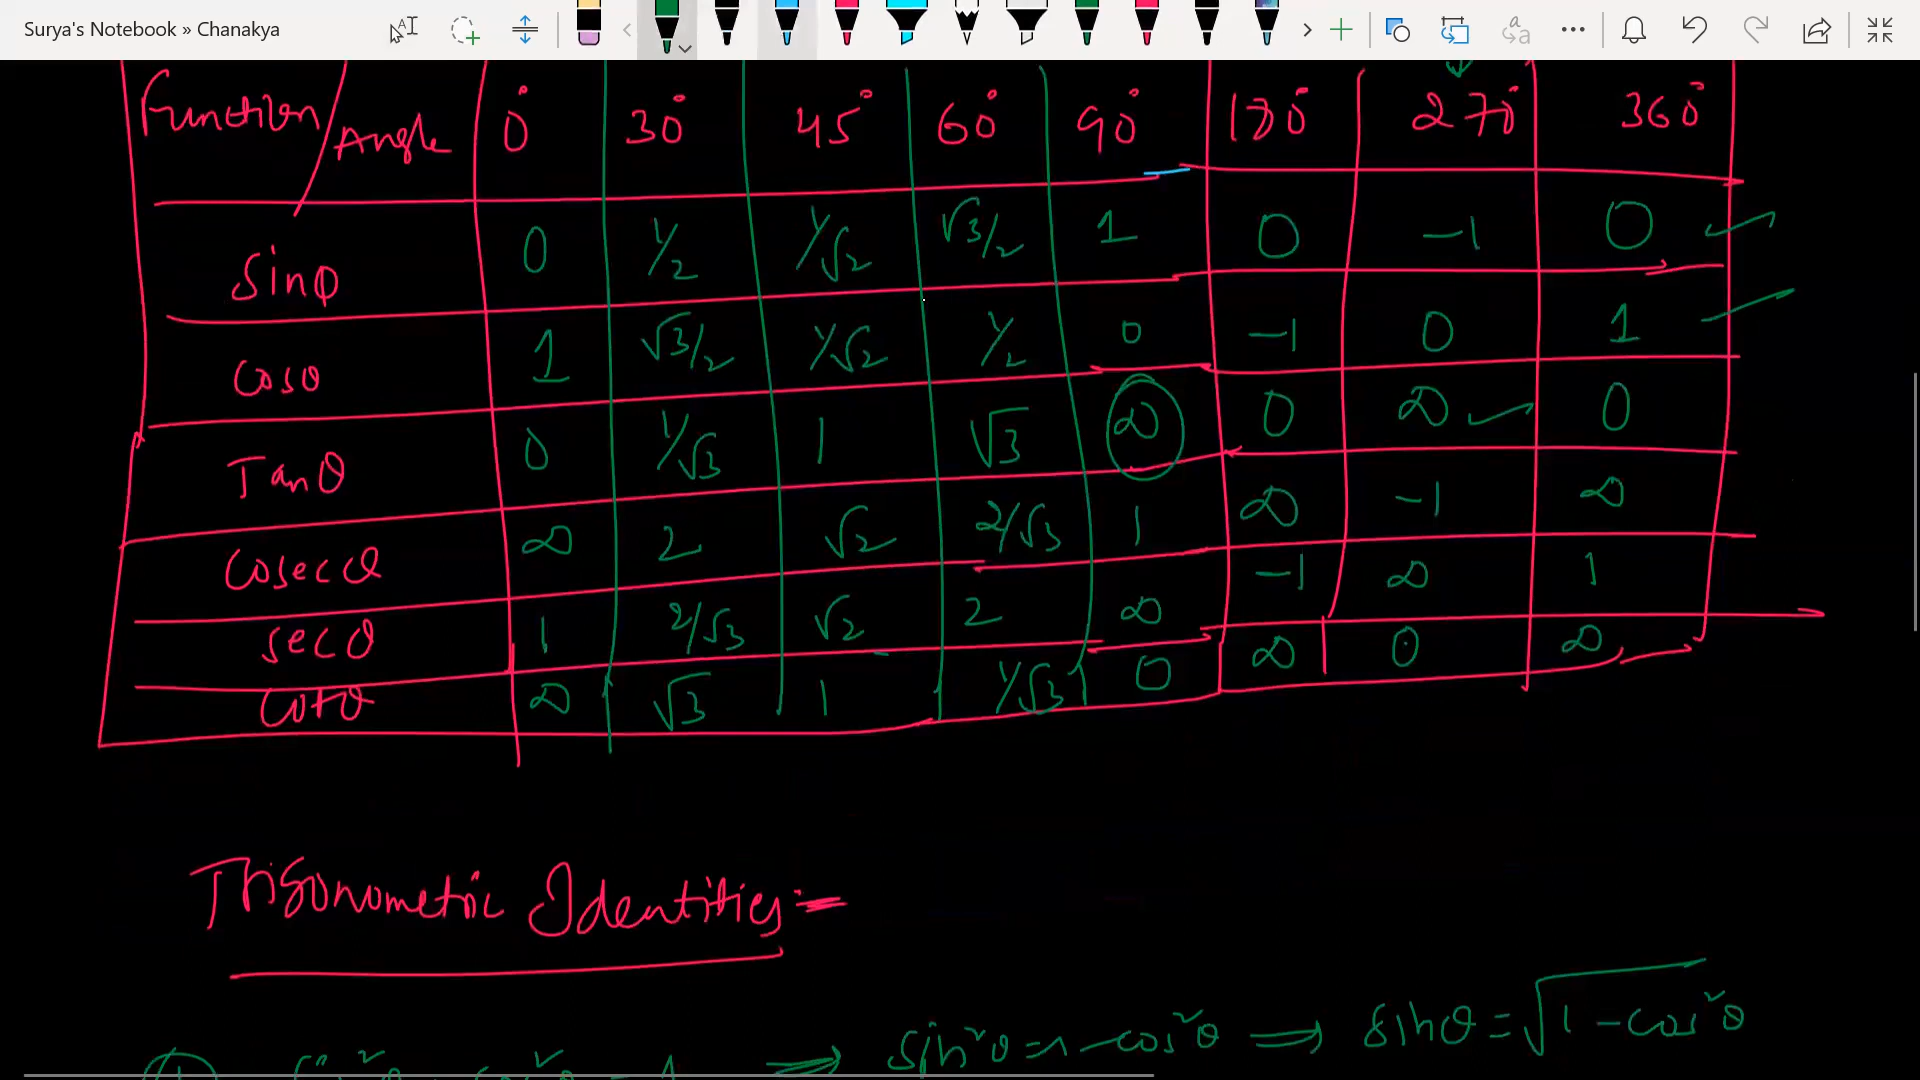 Surya's Notebook » Chanakya
Function / Angle 0° 30° 45° 60° 90° 180° 270° 360°
Sinθ 0 1/2 1/√2 √3/2 1 0 -1 0
Cosθ 1 √3/2 1/√2 1/2 0 -1 0 1
Tanθ 0 1/√3 1 √3 ∞ 0 ∞ 0
Cosecθ ∞ 2 √2 2/√3 1 ∞ -1 ∞
Secθ 1 2/√3 √2 2 ∞ -1 ∞ 1
Cotθ ∞ √3 1 1/√3 0 ∞ 0 ∞
Trigonometric Identities:-
⇒ Sin²θ = 1 - cos²θ ⇒ Sinθ = √1 - cos²θ